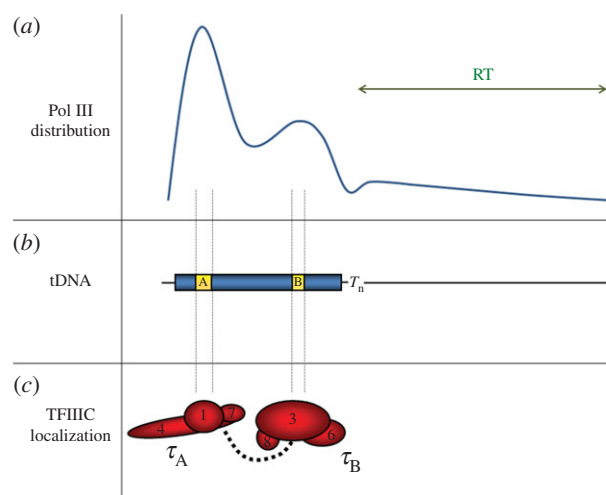 (a)
RT
Pol III
distribution
(b)
tDNA
A
B
Tn
(c)
TFIIIC
localization
4
1
7
3
8
6
τA
τB